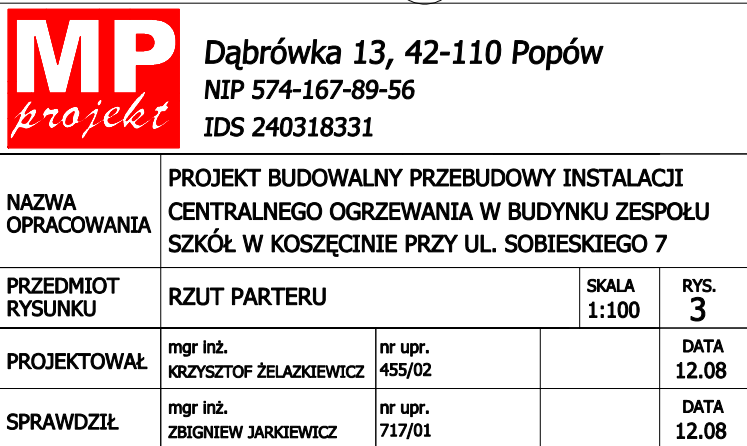 MP
projekt
Dąbrówka 13, 42-110 Popów
NIP 574-167-89-56
IDS 240318331
NAZWA
OPRACOWANIA
PROJEKT BUDOWALNY PRZEBUDOWY INSTALACJI
CENTRALNEGO OGRZEWANIA W BUDYNKU ZESPOŁU
SZKÓŁ W KOSZĘCINIE PRZY UL. SOBIESKIEGO 7
PRZEDMIOT
RYSUNKU
RZUT PARTERU
SKALA
1:100
RYS.
3
PROJEKTOWAŁ
mgr inż.
KRZYSZTOF ŻELAZKIEWICZ
nr upr.
455/02
DATA
12.08
SPRAWDZIŁ
mgr inż.
ZBIGNIEW JARKIEWICZ
nr upr.
717/01
DATA
12.08